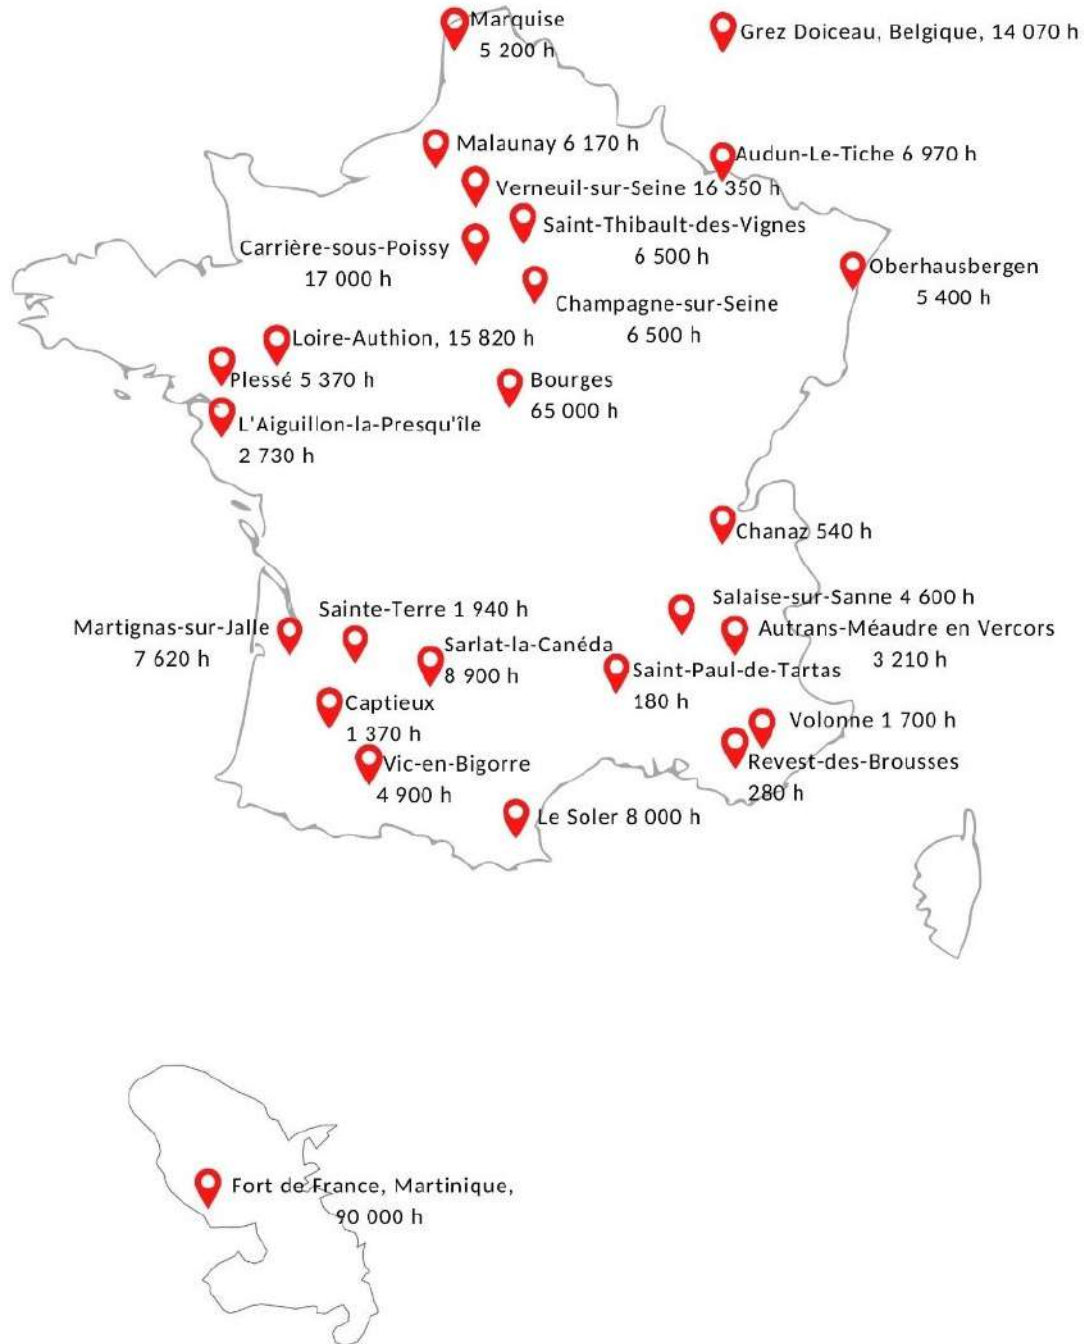 Marquise
5 200 h
Grez Doiceau, Belgique, 14 070 h
Malaunay 6 170 h
Audun-Le-Tiche 6 970 h
Verneuil-sur-Seine 16 350 h
Saint-Thibault-des-Vignes
6 500 h
Carrière-sous-Poissy
17 000 h
Oberhausbergen
5 400 h
Champagne-sur-Seine
6 500 h
Loire-Authion, 15 820 h
Plessé 5 370 h
Bourges
65 000 h
L'Aiguillon-la-Presqu'île
2 730 h
Chanaz 540 h
Salaise-sur-Sanne 4 600 h
Sainte-Terre 1 940 h
Martignas-sur-Jalle
7 620 h
Autrans-Méaudre en Vercors
3 210 h
Sarlat-la-Canéda
8 900 h
Saint-Paul-de-Tartas
180 h
Captieux
1 370 h
Volonne 1 700 h
Revest-des-Brousses
280 h
Vic-en-Bigorre
4 900 h
Le Soler 8 000 h
Fort de France, Martinique,
90 000 h